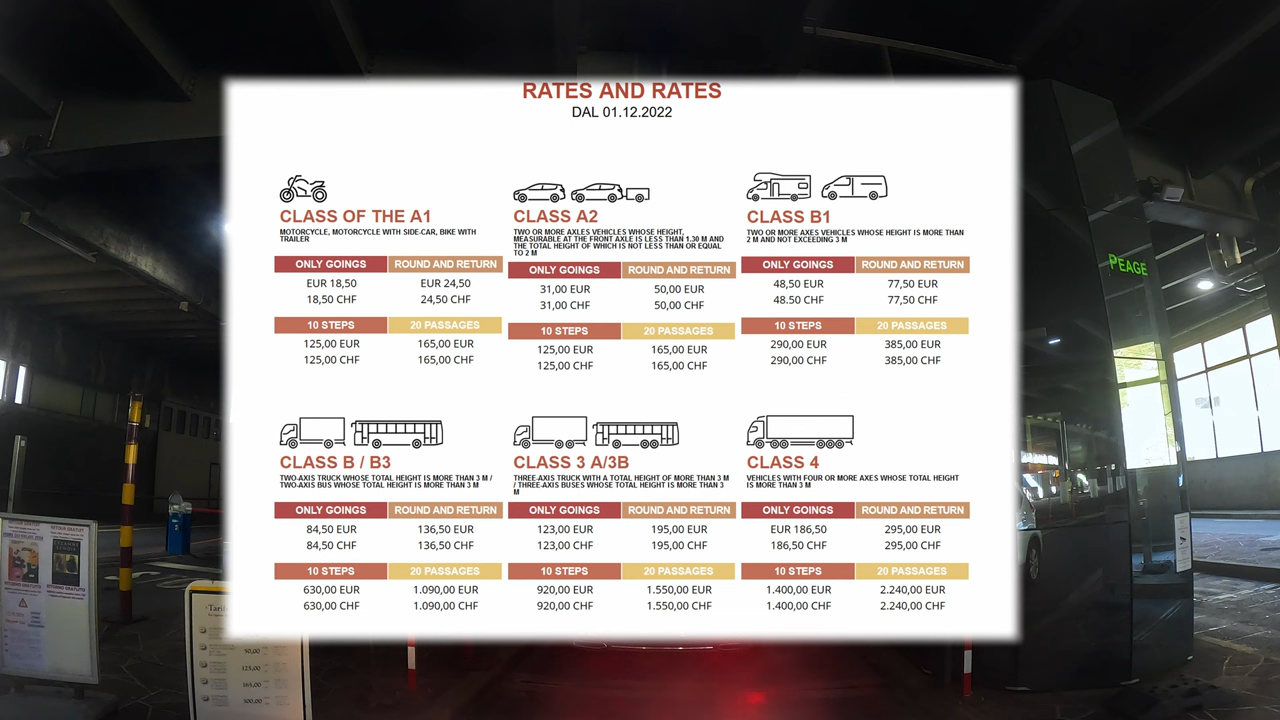 RATES AND RATES
DAL 01.12.2022
CLASS OF THE A1
MOTORCYCLE, MOTORCYCLE WITH SIDE-CAR, BIKE WITH
TRAILER
ONLY GOINGS ROUND AND RETURN
EUR 18,50 EUR 24,50
18,50 CHF 24,50 CHF
10 STEPS 20 PASSAGES
125,00 EUR 165,00 EUR
125,00 CHF 165,00 CHF
CLASS A2
TWO OR MORE AXLES VEHICLES WHOSE HEIGHT,
MEASURABLE AT THE FRONT AXLE IS LESS THAN 1.30 M AND
THE TOTAL HEIGHT OF WHICH IS NOT LESS THAN OR EQUAL
TO 2 M
ONLY GOINGS ROUND AND RETURN
31,00 EUR 50,00 EUR
31,00 CHF 50,00 CHF
10 STEPS 20 PASSAGES
125,00 EUR 165,00 EUR
125,00 CHF 165,00 CHF
CLASS B1
TWO OR MORE AXES VEHICLES WHOSE HEIGHT IS MORE THAN
2 M AND NOT EXCEEDING 3 M
ONLY GOINGS ROUND AND RETURN
48,50 EUR 77,50 EUR
48.50 CHF 77,50 CHF
10 STEPS 20 PASSAGES
290,00 EUR 385,00 EUR
290,00 CHF 385,00 CHF
CLASS B / B3
TWO-AXIS TRUCK WHOSE TOTAL HEIGHT IS MORE THAN 3 M /
TWO-AXIS BUS WHOSE TOTAL HEIGHT IS MORE THAN 3 M
ONLY GOINGS ROUND AND RETURN
84,50 EUR 136,50 EUR
84,50 CHF 136,50 CHF
10 STEPS 20 PASSAGES
630,00 EUR 1.090,00 EUR
630,00 CHF 1.090,00 CHF
CLASS 3 A/3B
THREE-AXIS TRUCK WITH A TOTAL HEIGHT OF MORE THAN 3 M
/ THREE-AXIS BUSES WHOSE TOTAL HEIGHT IS MORE THAN 3
M
ONLY GOINGS ROUND AND RETURN
123,00 EUR 195,00 EUR
123,00 CHF 195,00 CHF
10 STEPS 20 PASSAGES
920,00 EUR 1.550,00 EUR
920,00 CHF 1.550,00 CHF
CLASS 4
VEHICLES WITH FOUR OR MORE AXES WHOSE TOTAL HEIGHT
IS MORE THAN 3 M
ONLY GOINGS ROUND AND RETURN
EUR 186,50 295,00 EUR
186,50 CHF 295,00 CHF
10 STEPS 20 PASSAGES
1.400,00 EUR 2.240,00 EUR
1.400,00 CHF 2.240,00 CHF
PEAGE
RETOUR GRATUIT
Tarif
50,00
125,00
165,00